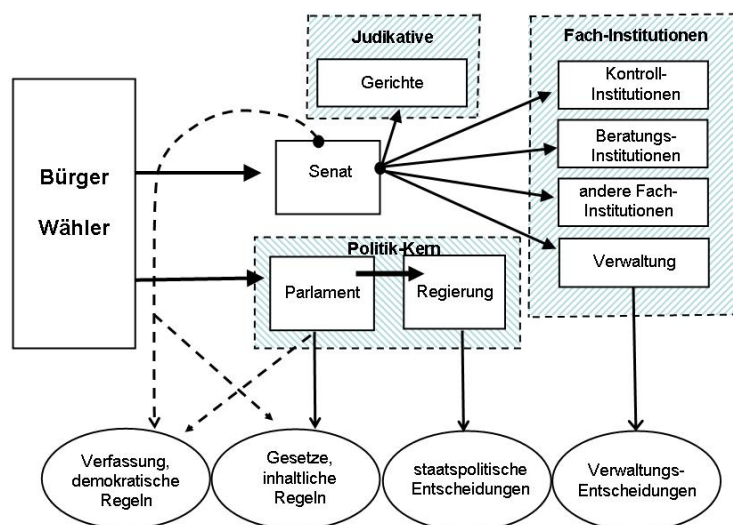 Judikative
Gerichte
Fach-Institutionen
Kontroll-
Institutionen
Beratungs-
Institutionen
andere Fach-
Institutionen
Verwaltung
Bürger
Wähler
Senat
Politik-Kern
Parlament
Regierung
Verfassung,
demokratische
Regeln
Gesetze,
inhaltliche
Regeln
staatspolitische
Entscheidungen
Verwaltungs-
Entscheidungen